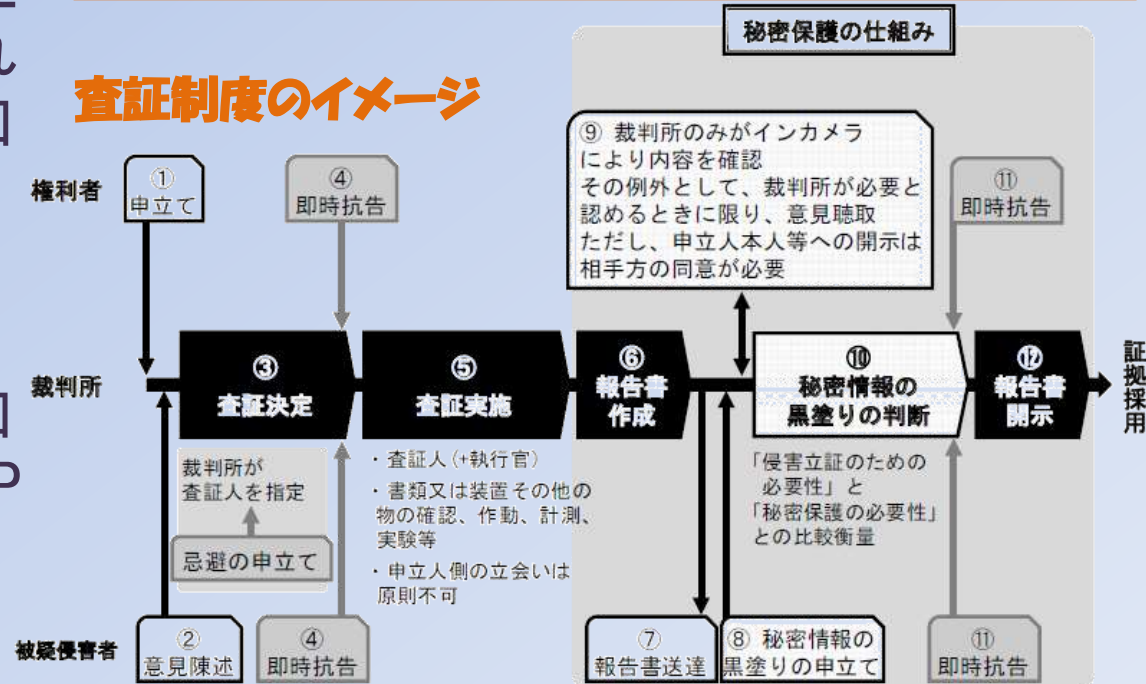 れ
回
回
P
秘密保護の仕組み
査証制度のイメージ
権利者
①
申立て
④
即時抗告
⑨ 裁判所のみがインカメラ
により内容を確認
その例外として、裁判所が必要と
認めるときに限り、意見聴取
ただし、申立人本人等への開示は
相手方の同意が必要
⑪
即時抗告
裁判所
③
査証決定
⑤
査証実施
⑥
報告書
作成
⑩
秘密情報の
黒塗りの判断
⑫
報告書
開示
証拠採用
裁判所が
査証人を指定
忌避の申立て
・査証人(+執行官)
・書類又は装置その他の
物の確認、作動、計測、
実験等
・申立人側の立会いは
原則不可
「侵害立証のための
必要性」と
「秘密保護の必要性」
との比較衡量
被疑侵害者
②
意見陳述
④
即時抗告
⑦
報告書送達
⑧ 秘密情報の
黒塗りの申立て
⑪
即時抗告